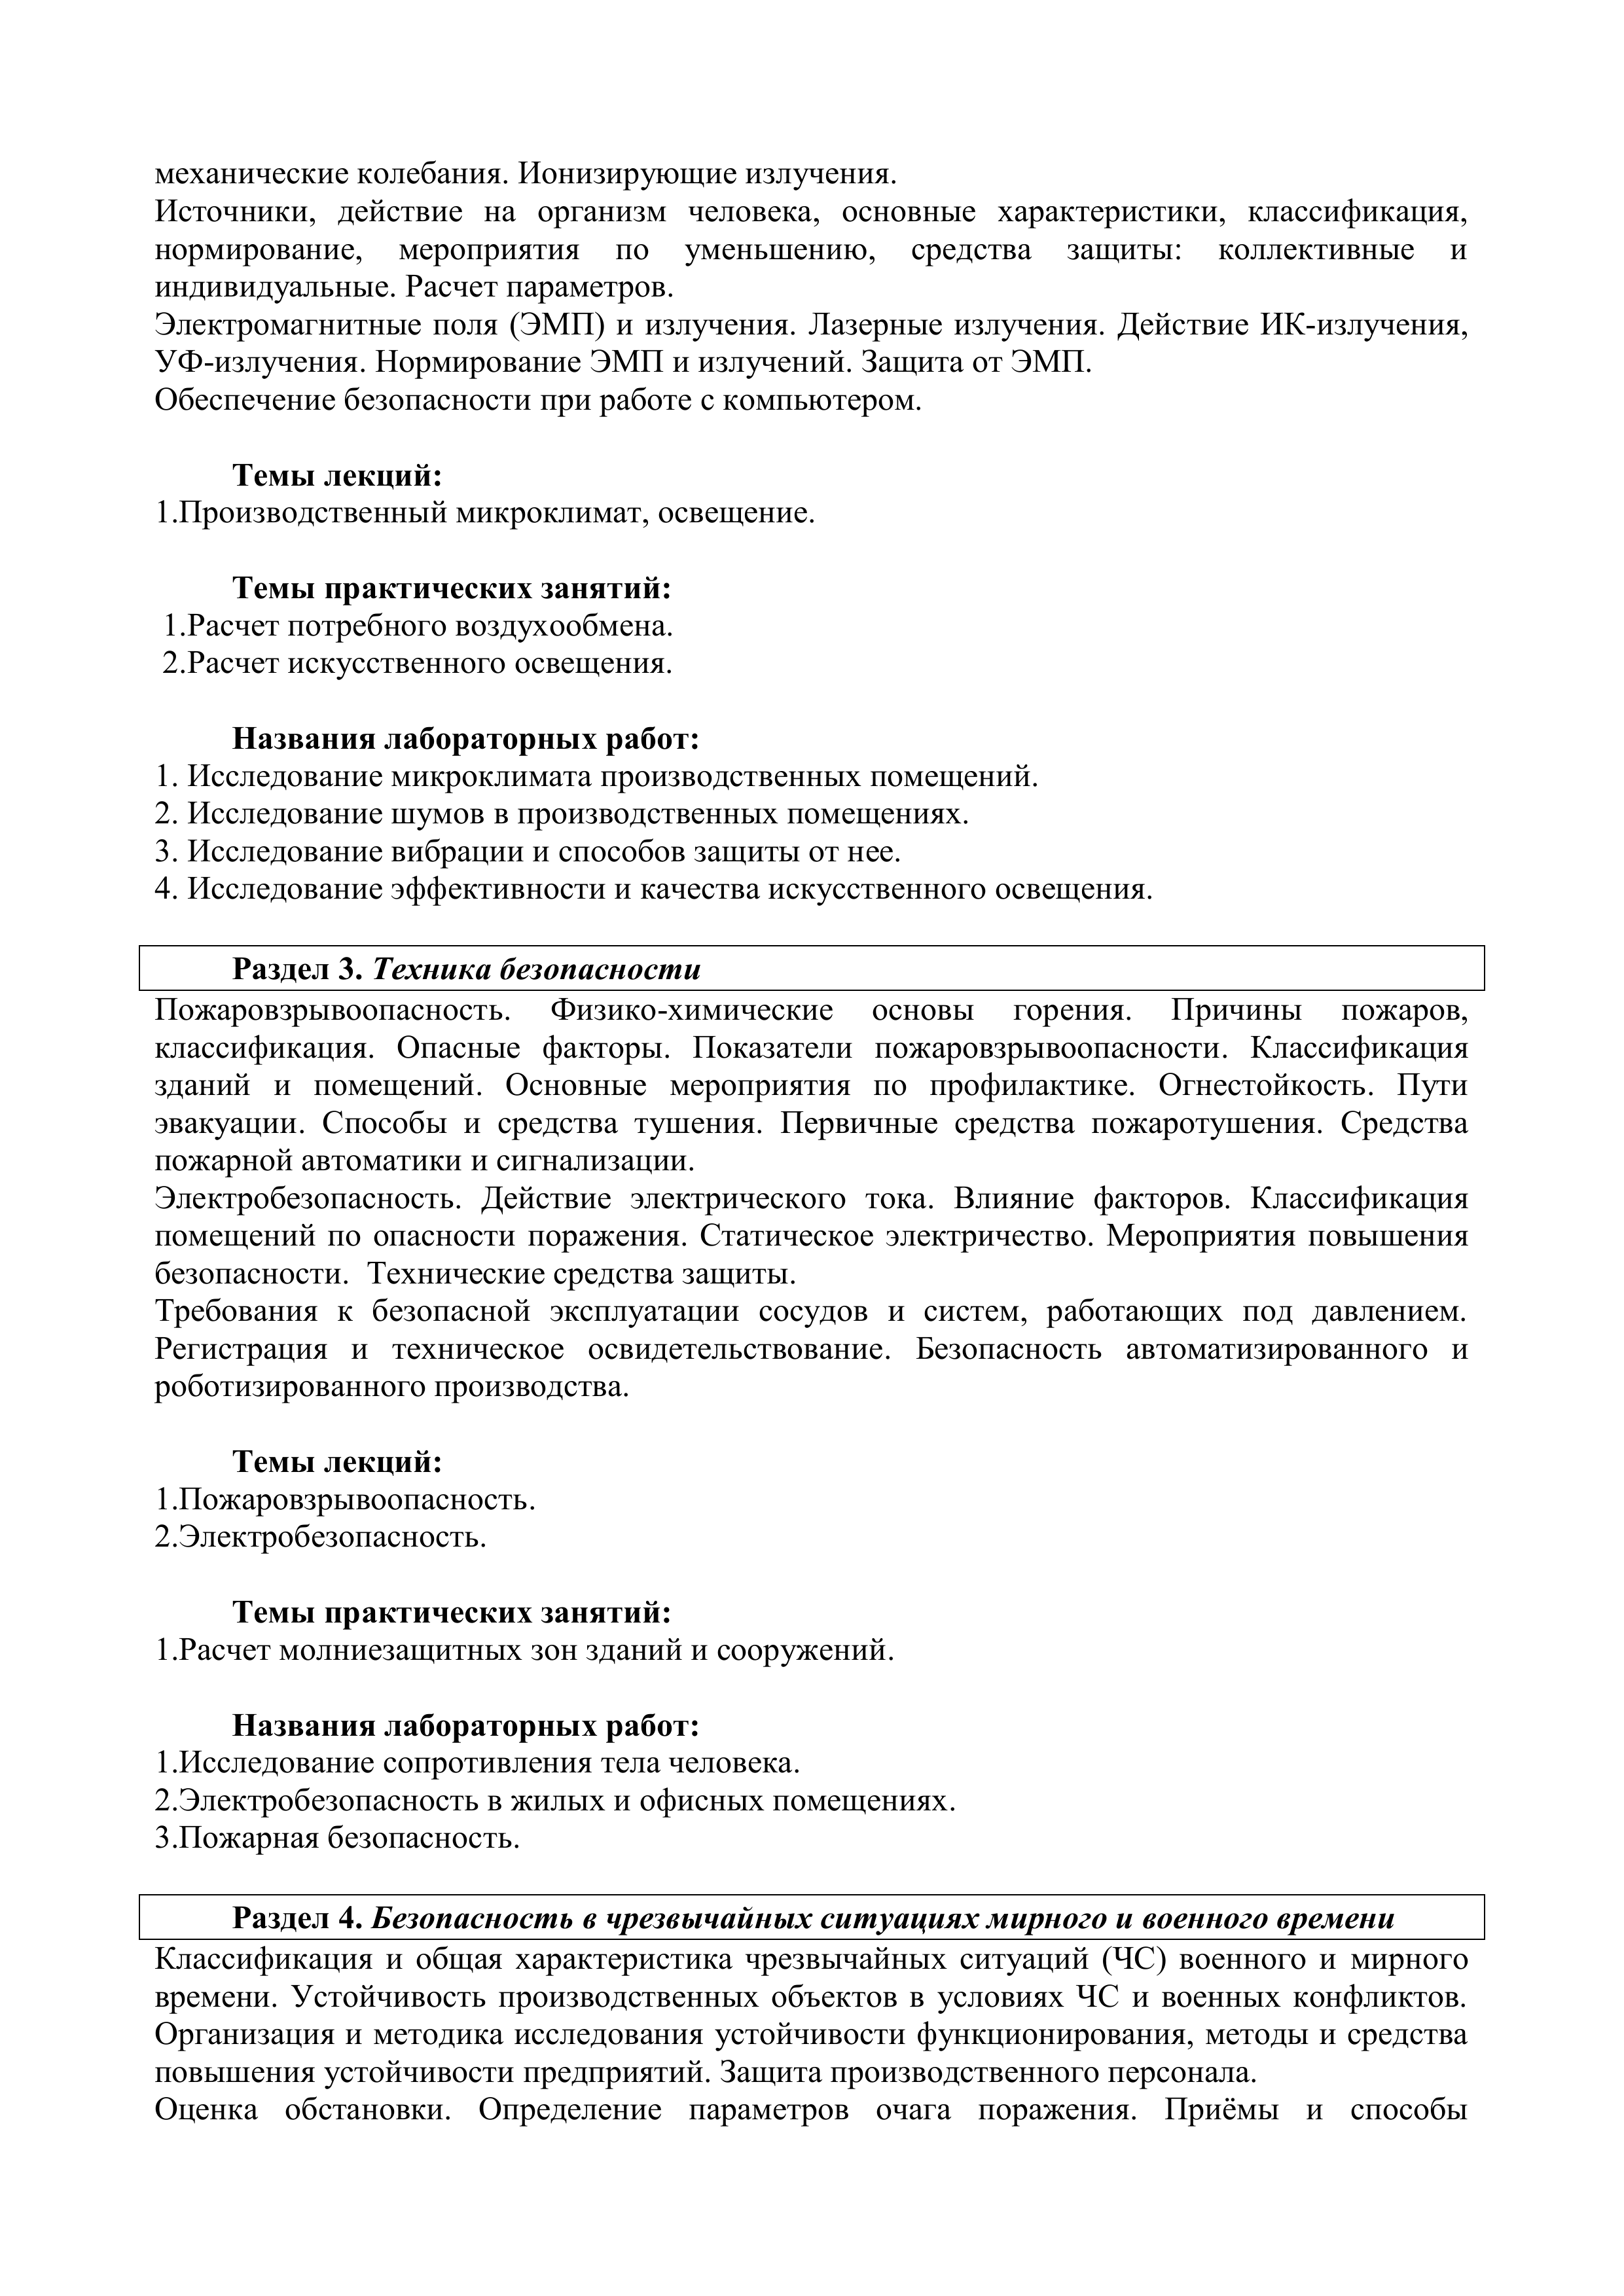 механические колебания. Ионизирующие излучения.
Источники, действие на организм человека, основные характеристики, классификация,
нормирование, мероприятия по уменьшению, средства защиты: коллективные и
индивидуальные. Расчет параметров.
Электромагнитные поля (ЭМП) и излучения. Лазерные излучения. Действие ИК-излучения,
УФ-излучения. Нормирование ЭМП и излучений. Защита от ЭМП.
Обеспечение безопасности при работе с компьютером.
Темы лекций:
1.Производственный микроклимат, освещение.
Темы практических занятий:
1.Расчет потребного воздухообмена.
2.Расчет искусственного освещения.
Названия лабораторных работ:
1. Исследование микроклимата производственных помещений.
2. Исследование шумов в производственных помещениях.
3. Исследование вибрации и способов защиты от нее.
4. Исследование эффективности и качества искусственного освещения.
Раздел 3. Техника безопасности
Пожаровзрывоопасность. Физико-химические основы горения. Причины пожаров,
классификация. Опасные факторы. Показатели пожаровзрывоопасности. Классификация
зданий и помещений. Основные мероприятия по профилактике. Огнестойкость. Пути
эвакуации. Способы и средства тушения. Первичные средства пожаротушения. Средства
пожарной автоматики и сигнализации.
Электробезопасность. Действие электрического тока. Влияние факторов. Классификация
помещений по опасности поражения. Статическое электричество. Мероприятия повышения
безопасности. Технические средства защиты.
Требования к безопасной эксплуатации сосудов и систем, работающих под давлением.
Регистрация и техническое освидетельствование. Безопасность автоматизированного и
роботизированного производства.
Темы лекций:
1.Пожаровзрывоопасность.
2.Электробезопасность.
Темы практических занятий:
1.Расчет молниезащитных зон зданий и сооружений.
Названия лабораторных работ:
1.Исследование сопротивления тела человека.
2.Электробезопасность в жилых и офисных помещениях.
3.Пожарная безопасность.
Раздел 4. Безопасность в чрезвычайных ситуациях мирного и военного времени
Классификация и общая характеристика чрезвычайных ситуаций (ЧС) военного и мирного
времени. Устойчивость производственных объектов в условиях ЧС и военных конфликтов.
Организация и методика исследования устойчивости функционирования, методы и средства
повышения устойчивости предприятий. Защита производственного персонала.
Оценка обстановки. Определение параметров очага поражения. Приёмы и способы